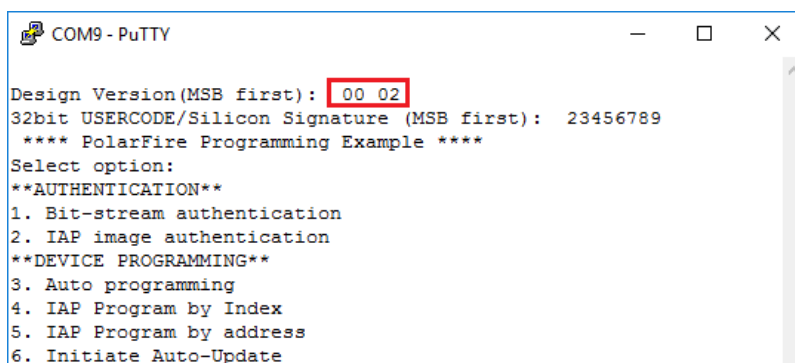 COM9 - PuTTY
Design Version(MSB first):  00 02
32bit USERCODE/Silicon Signature (MSB first):  23456789
 **** PolarFire Programming Example ****
Select option:
**AUTHENTICATION**
1. Bit-stream authentication
2. IAP image authentication
**DEVICE PROGRAMMING**
3. Auto programming
4. IAP Program by Index
5. IAP Program by address
6. Initiate Auto-Update